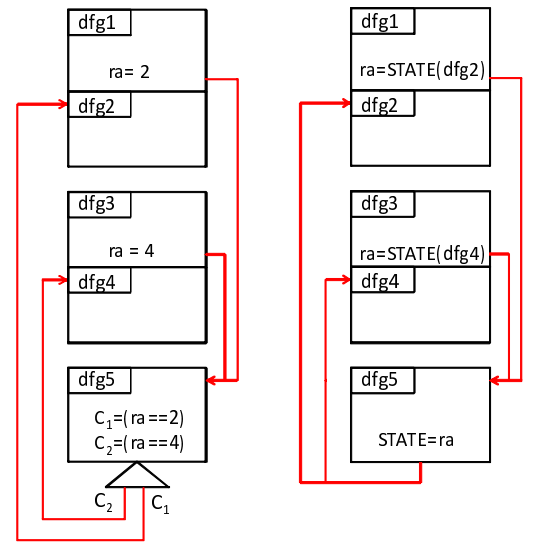 dfg1
ra= 2
dfg2
dfg3
ra = 4
dfg4
dfg5
C₁=(ra==2)
C₂=(ra==4)
C₂
C₁
dfg1
ra=STATE(dfg2)
dfg2
dfg3
ra=STATE(dfg4)
dfg4
dfg5
STATE=ra